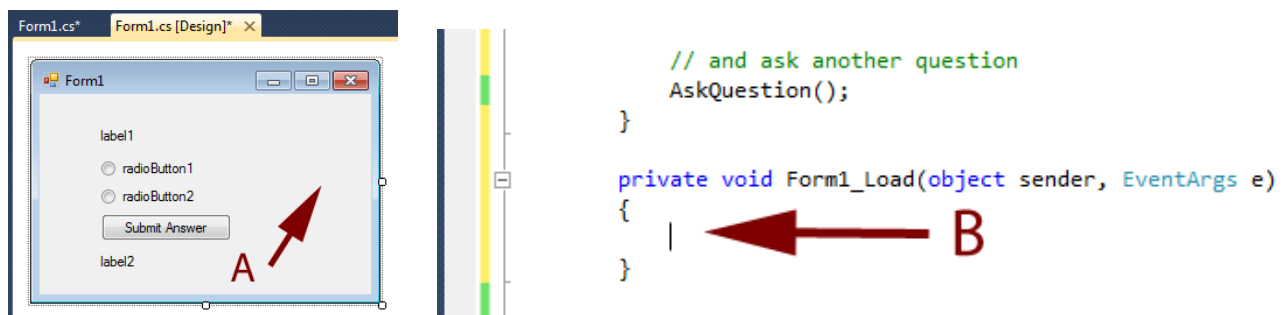 Form1.cs*
Form1.cs [Design]*
Form1
label1
radioButton1
radioButton2
Submit Answer
label2
A
// and ask another question
AskQuestion();
}
private void Form1_Load(object sender, EventArgs e)
{
B
}